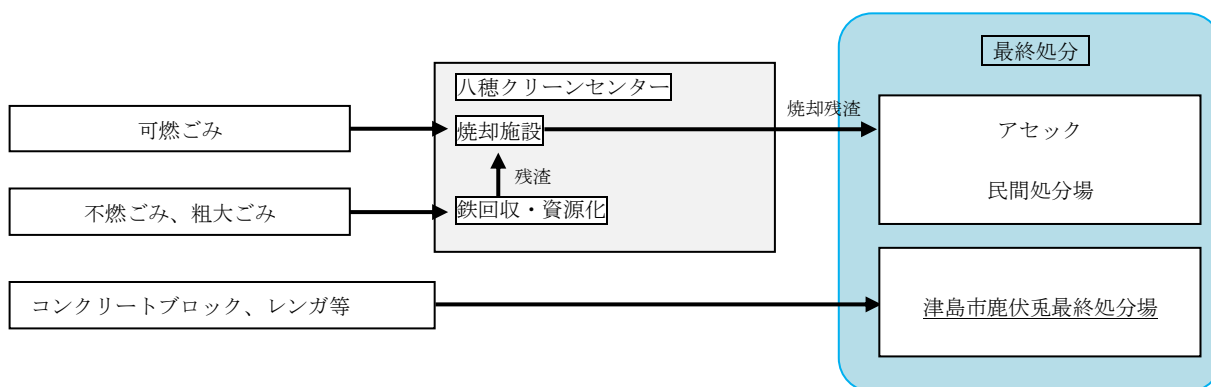 最終処分
八穂クリーンセンター
可燃ごみ
焼却施設
焼却残渣
アセック
残渣
民間処分場
不燃ごみ、粗大ごみ
鉄回収・資源化
コンクリートブロック、レンガ等
津島市鹿伏兎最終処分場